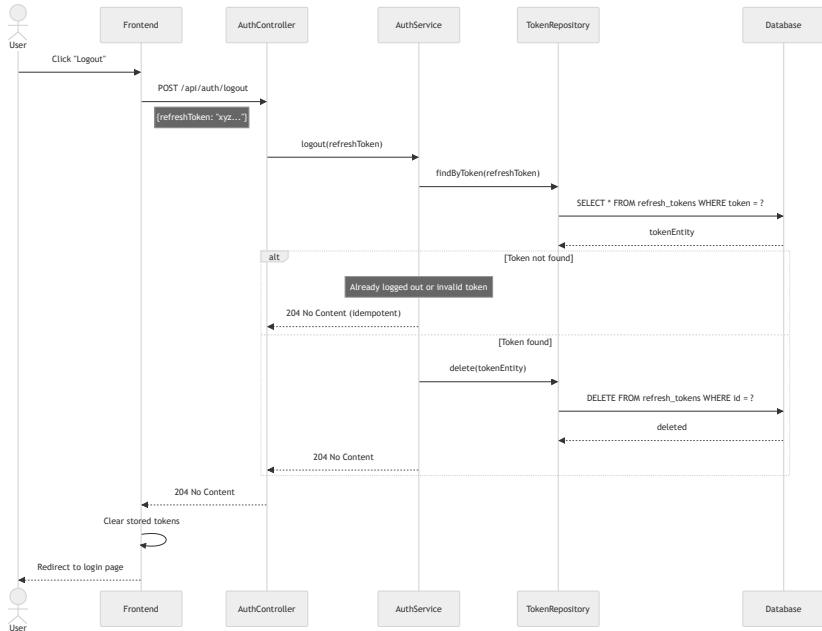 Frontend
AuthController
AuthService
TokenRepository
Database
User
Click "Logout"
POST /api/auth/logout
{refreshToken: "xyz..."}
logout(refreshToken)
findByToken(refreshToken)
SELECT * FROM refresh_tokens WHERE token = ?
tokenEntity
alt
[Token not found]
Already logged out or invalid token
204 No Content (idempotent)
[Token found]
delete(tokenEntity)
DELETE FROM refresh_tokens WHERE id = ?
deleted
204 No Content
204 No Content
Clear stored tokens
Redirect to login page
Frontend
AuthController
AuthService
TokenRepository
Database
User